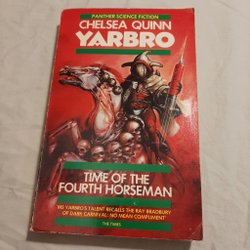 PANTHER SCIENCE FICTION
CHELSEA QUINN
YARBRO
TIME OF THE
FOURTH HORSEMAN
'MS YARBRO'S TALENT RECALLS THE RAY BRADBURY
OF DARK CARNIVAL: NO MEAN COMPLIMENT'
THE TIMES